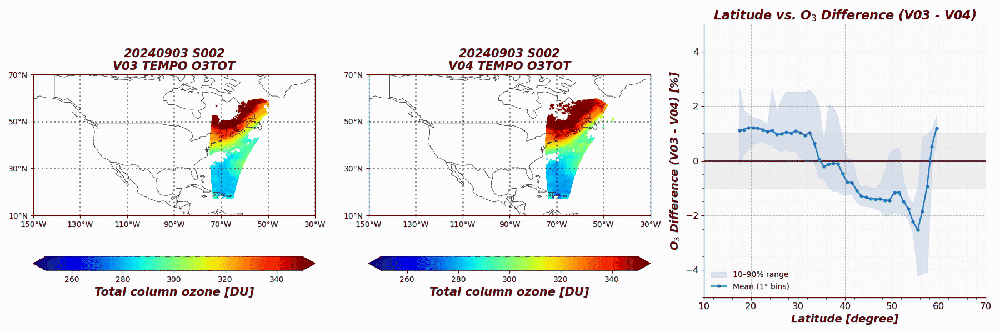 20240903 S002
V03 TEMPO O3TOT
70°N
50°N
30°N
10°N
150°W 130°W 110°W 90°W 70°W 50°W 30°W
260 280 300 320 340
Total column ozone [DU]
20240903 S002
V04 TEMPO O3TOT
70°N
50°N
30°N
10°N
150°W 130°W 110°W 90°W 70°W 50°W 30°W
260 280 300 320 340
Total column ozone [DU]
Latitude vs. O₃ Difference (V03 - V04)
O₃ Difference (V03 - V04) [%]
4
2
0
−2
−4
10–90% range
Mean (1° bins)
10 20 30 40 50 60 70
Latitude [degree]